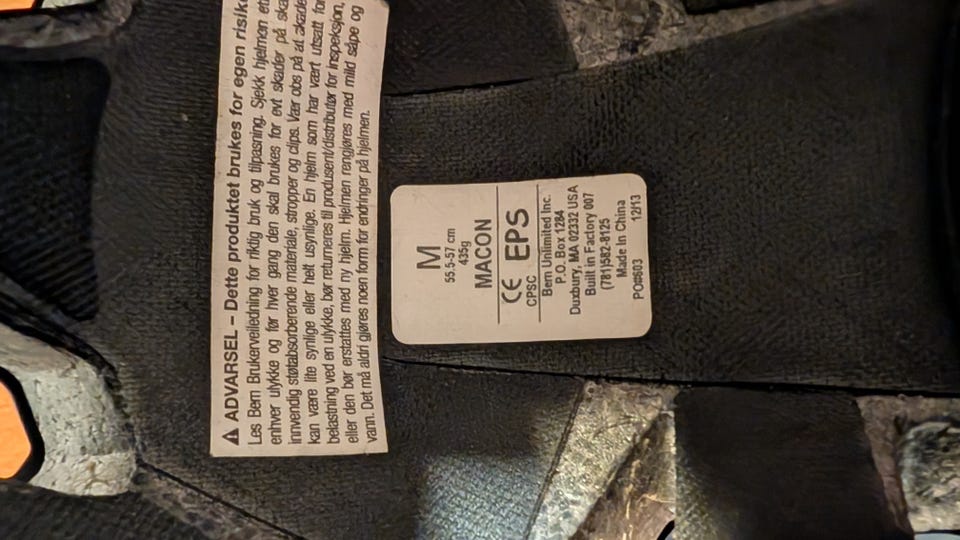 ⚠ ADVARSEL – Dette produktet brukes for egen risiko
Les Bern Brukerveiledning for riktig bruk og tilpasning. Sjekk hjelmen
enhver ulykke og før hver gang den skal brukes for evt skader på
innvendig støtabsorberende materiale, stropper og clips. Vær obs på at
kan være lite synlige eller helt usynlige. En hjelm som har vært utsatt for
belastning ved en ulykke, bør returneres til produsent/distributør for inspeksjon,
eller den bør erstattes med ny hjelm. Hjelmen rengjøres med mild såpe og
vann. Det må aldri gjøres noen form for endringer på hjelmen.
M
55.5-57 cm
435g
MACON
CE EPS
CPSC
Bern Unlimited Inc.
P.O. Box 1284
Duxbury, MA 02332 USA
Built in Factory 007
(781)582-8125
Made In China
PO#603 12/13